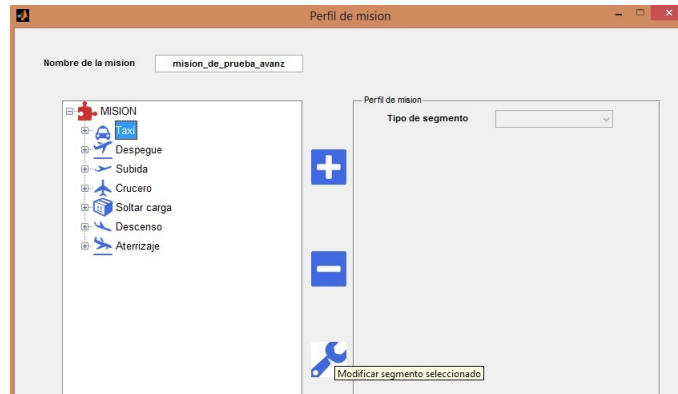 Perfil de mision
Nombre de la mision
mision_de_prueba_avanz
MISION
Taxi
Despegue
Subida
Crucero
Soltar carga
Descenso
Aterrizaje
Perfil de mision
Tipo de segmento
Modificar segmento seleccionado